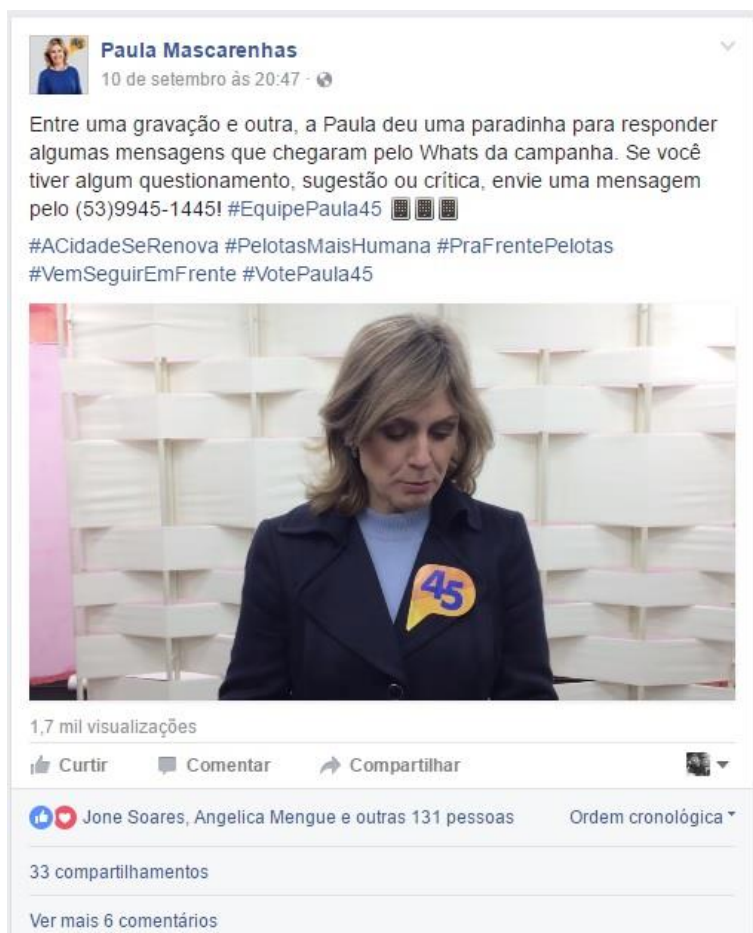 Paula Mascarenhas
10 de setembro às 20:47 ·
Entre uma gravação e outra, a Paula deu uma paradinha para responder
algumas mensagens que chegaram pelo Whats da campanha. Se você
tiver algum questionamento, sugestão ou crítica, envie uma mensagem
pelo (53)9945-1445! #EquipePaula45
#ACidadeSeRenova #PelotasMaisHumana #PraFrentePelotas
#VemSeguirEmFrente #VotePaula45
45
1,7 mil visualizações
Curtir Comentar Compartilhar
Jone Soares, Angelica Mengue e outras 131 pessoas Ordem cronológica
33 compartilhamentos
Ver mais 6 comentários